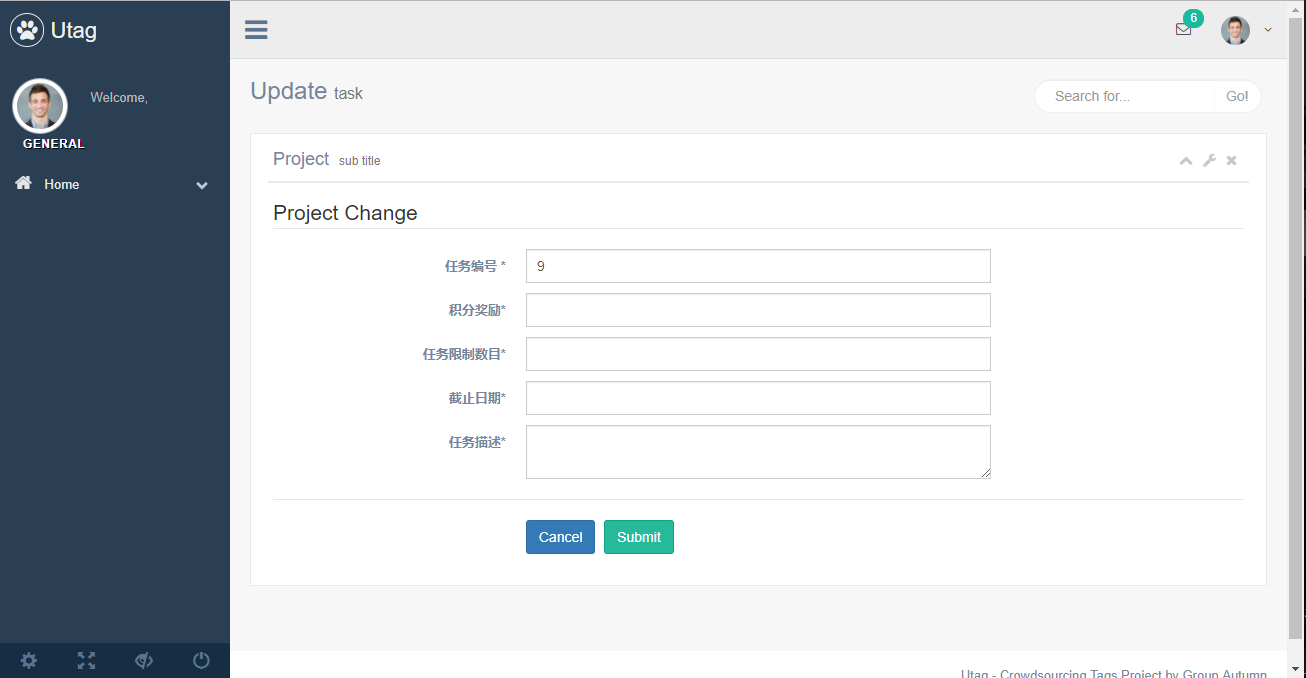 Utag
6
Welcome,
GENERAL
Home
Update task
Search for...
Go!
Project sub title
Project Change
任务编号 *
9
积分奖励*
任务限制数目*
截止日期*
任务描述*
Cancel
Submit
Utag - Crowdsourcing Tags Project by Group Autumn